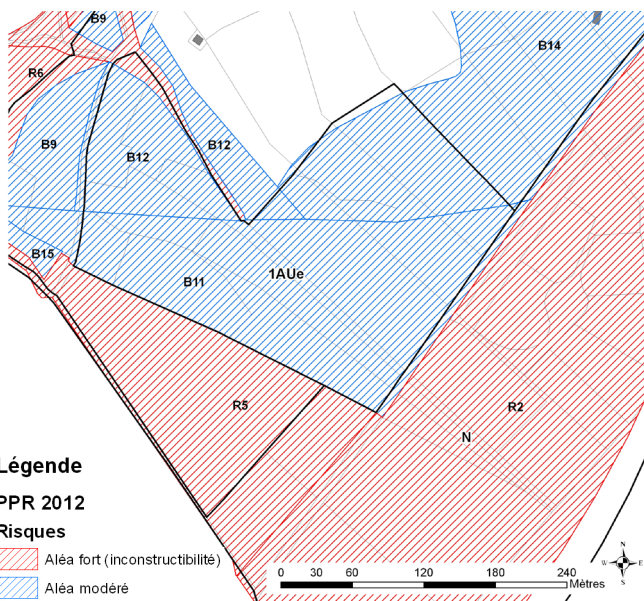 B9
B14
R6
B9
B12
B12
B15
B11
1AUe
R5
R2
N
Légende
PPR 2012
Risques
Aléa fort (inconstructibilité)
Aléa modéré
0 30 60 120 180 240
Mètres
N
W E
S